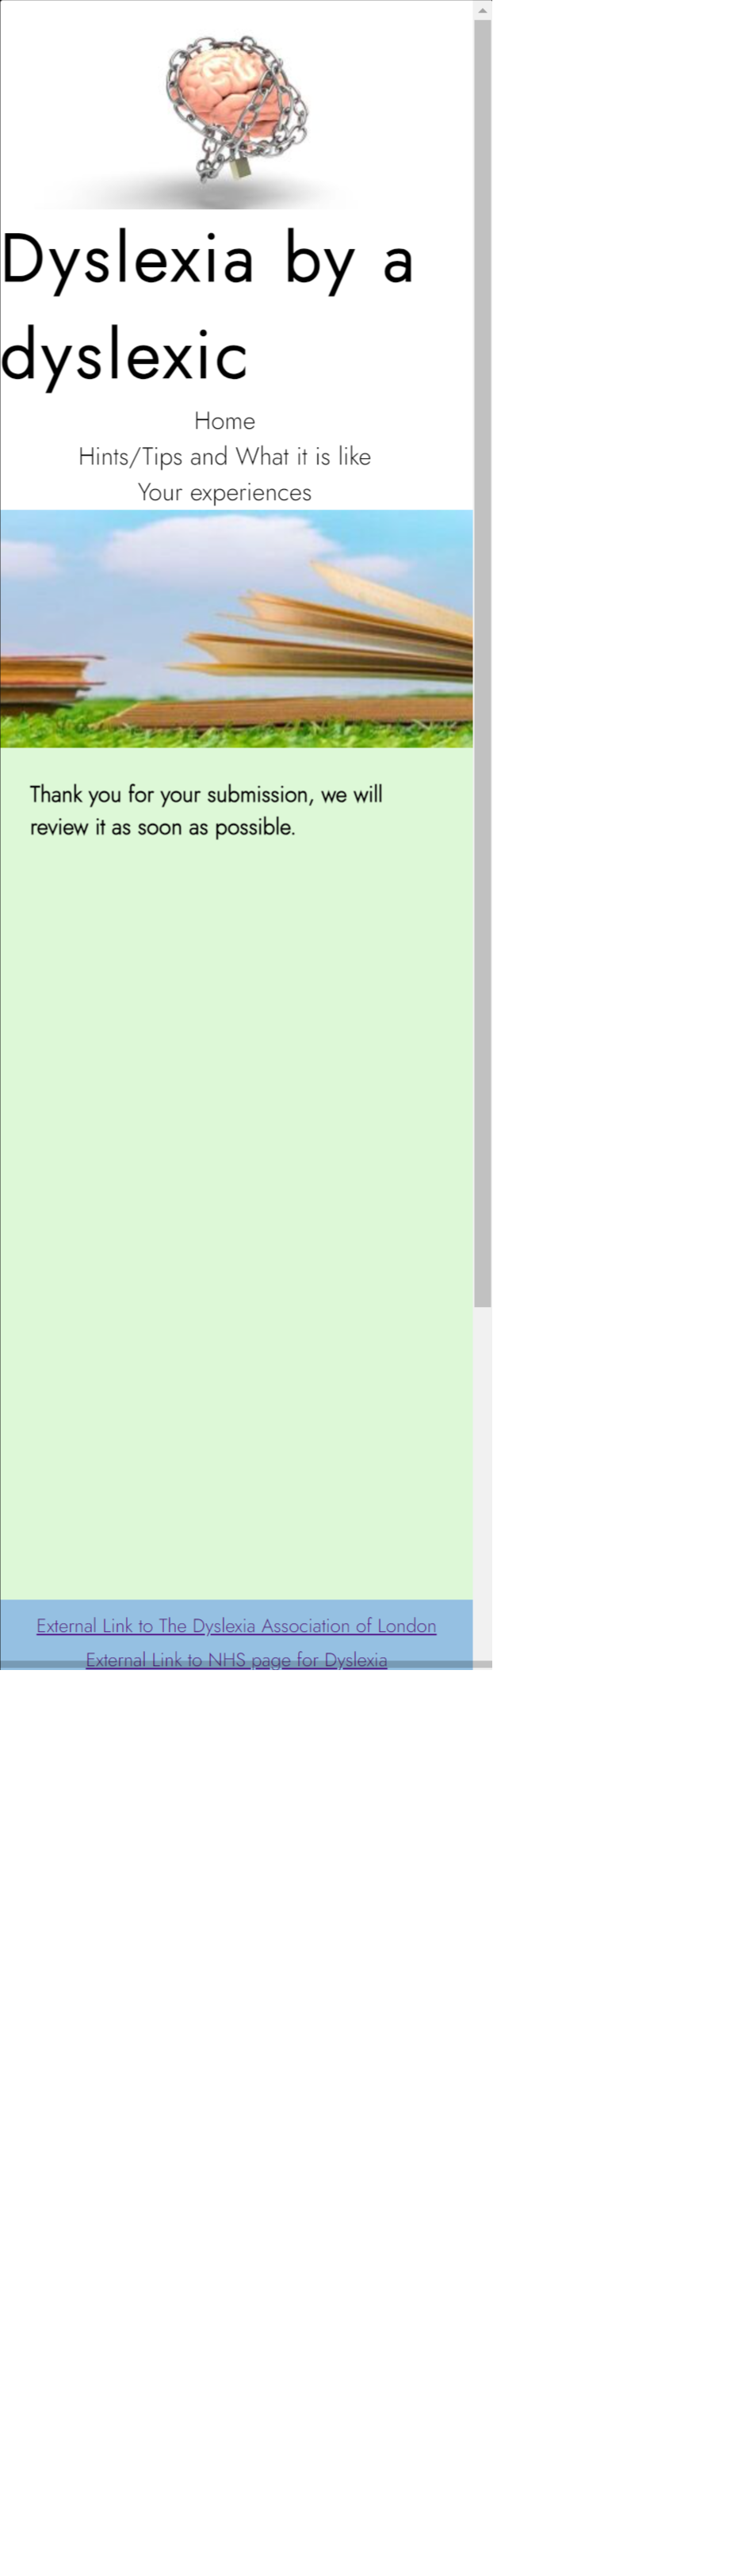 Dyslexia by a
dyslexic
Home
Hints/Tips and What it is like
Your experiences
Thank you for your submission, we will
review it as soon as possible.
External Link to The Dyslexia Association of London
External Link to NHS page for Dyslexia